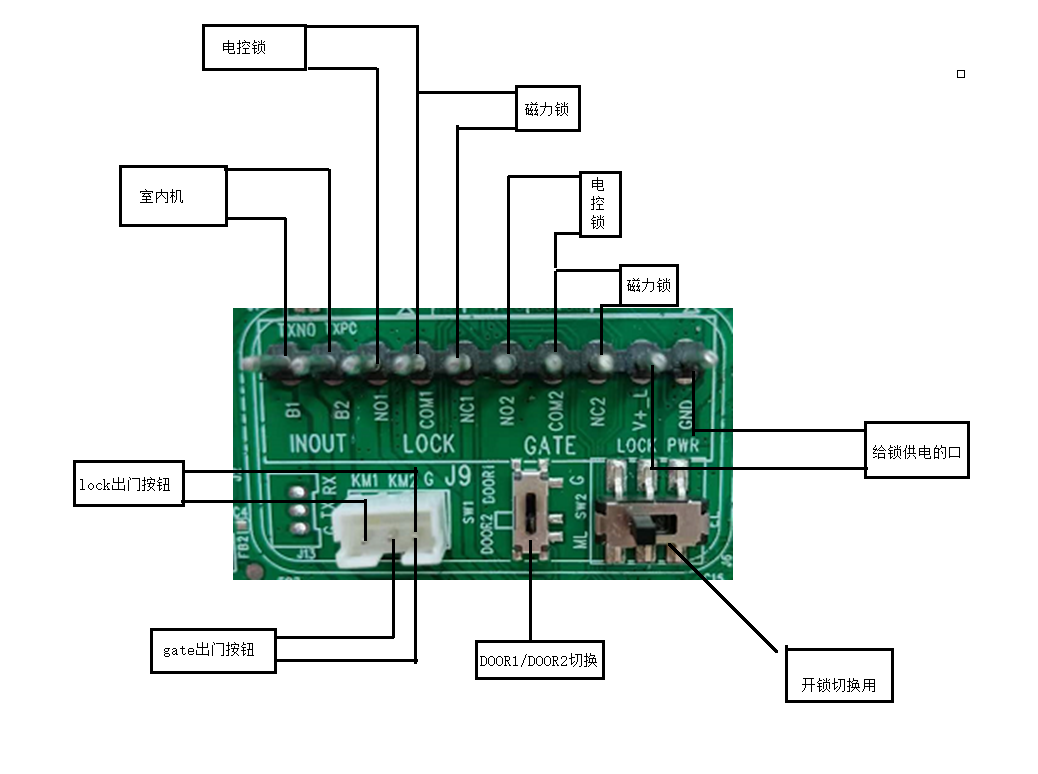 电控锁
磁力锁
室内机
电
控
锁
磁力锁
TXNO TXPC
B1
B2
NO1
COM1
NC1
NO2
COM2
NC2
V+_L
GND
INOUT
LOCK
GATE
LOCK PWR
给锁供电的口
lock出门按钮
KM1 KM2 G J9
G TX RX
J13
FB2
SW1
DOOR2 DOOR1
G
SW2
ML
EL
gate出门按钮
DOOR1/DOOR2切换
开锁切换用